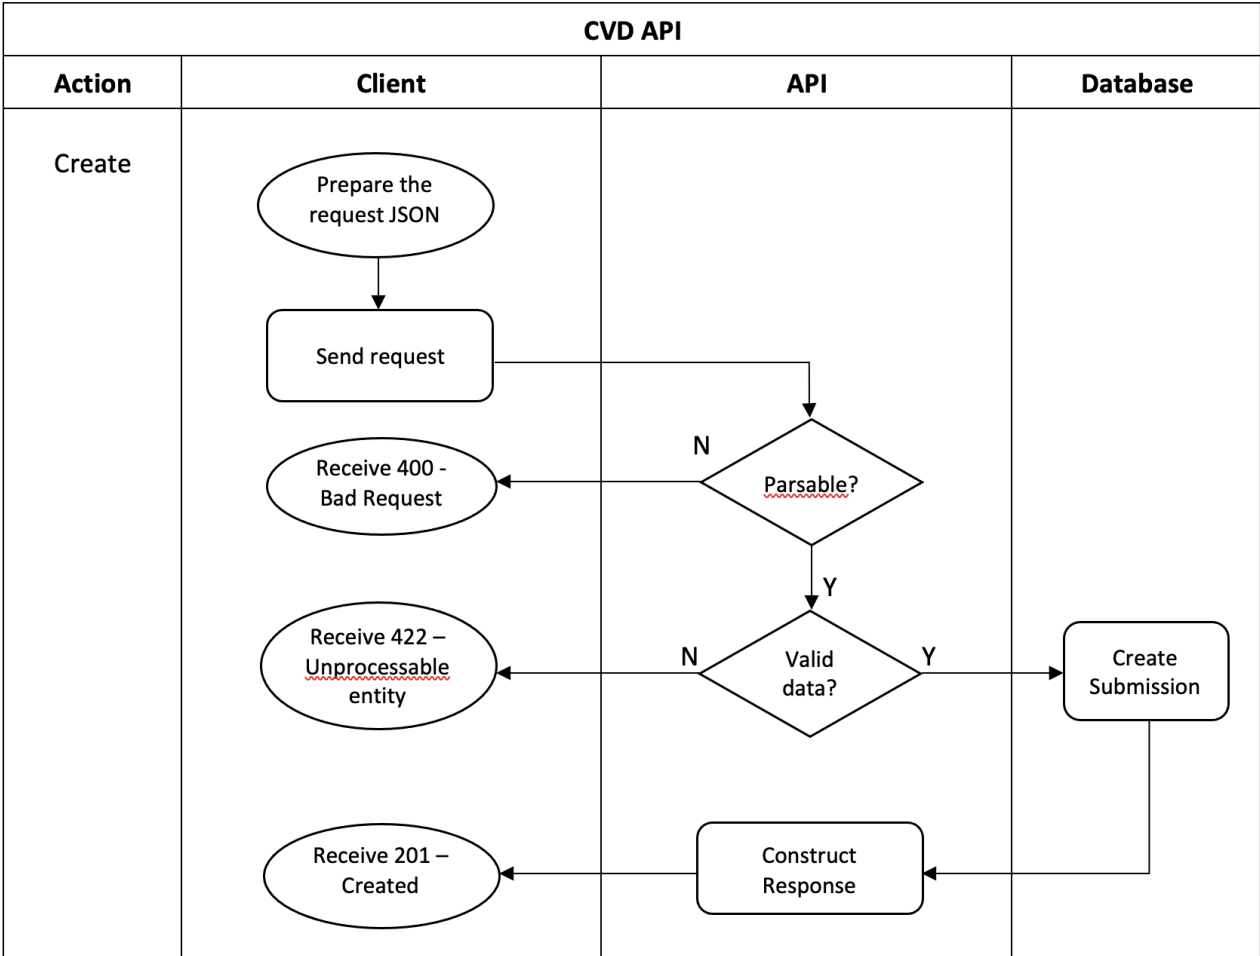 CVD API
Action
Client
API
Database
Create
Prepare the
request JSON
Send request
N
Receive 400 -
Bad Request
Parsable?
Y
Receive 422 –
Unprocessable
entity
N
Valid
data?
Y
Create
Submission
Receive 201 –
Created
Construct
Response